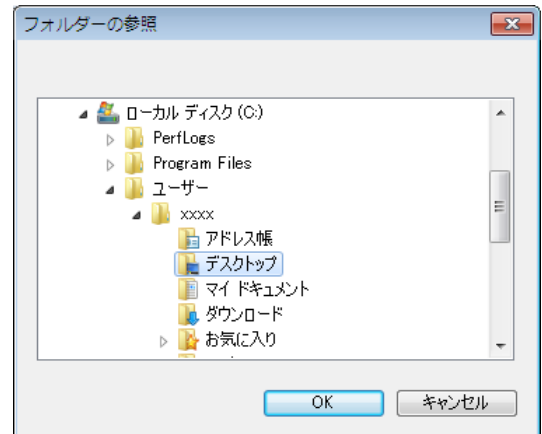 フォルダーの参照
ローカル ディスク (C:)
PerfLogs
Program Files
ユーザー
xxxx
アドレス帳
デスクトップ
マイ ドキュメント
ダウンロード
お気に入り
OK
キャンセル